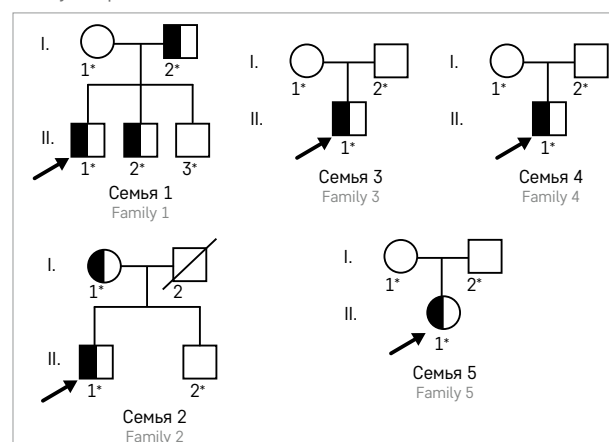 I.
1*
2*
II.
1*
2*
3*
Семья 1
Family 1
I.
1*
2*
II.
1*
Семья 3
Family 3
I.
1*
2*
II.
1*
Семья 4
Family 4
I.
1*
2
II.
1*
2*
Семья 2
Family 2
I.
1*
2*
II.
1*
Семья 5
Family 5